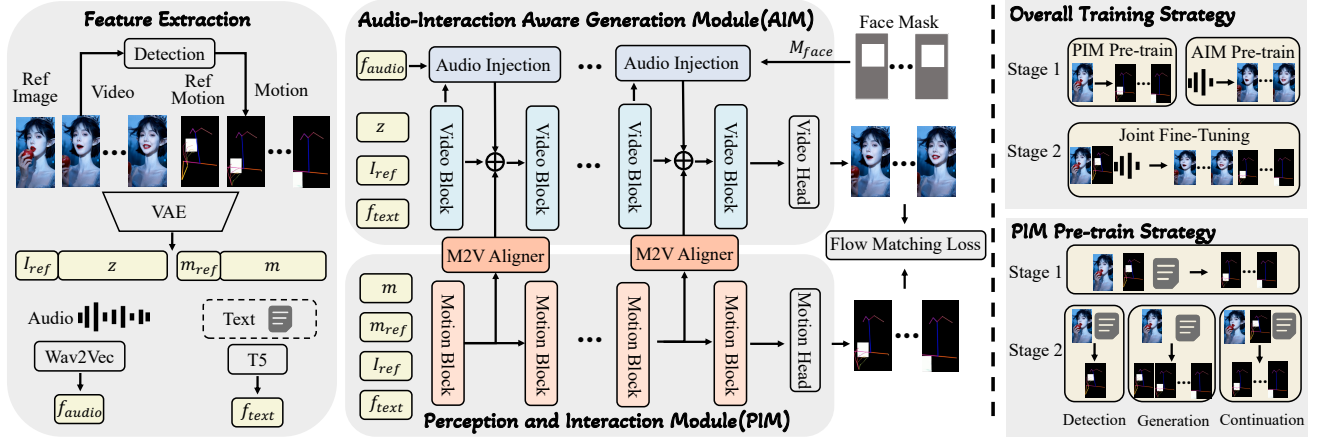 Feature Extraction
Detection
Ref Image
Video
Ref Motion
Motion
VAE
I_ref
z
m_ref
m
Audio
Text
Wav2Vec
T5
f_audio
f_text
Audio-Interaction Aware Generation Module(AIM)
f_audio
Audio Injection
Audio Injection
M_face
Face Mask
z
I_ref
f_text
Video Block
Video Block
Video Block
Video Block
Video Head
M2V Aligner
M2V Aligner
Flow Matching Loss
m
m_ref
I_ref
f_text
Motion Block
Motion Block
Motion Block
Motion Block
Motion Head
Perception and Interaction Module(PIM)
Overall Training Strategy
Stage 1
PIM Pre-train
AIM Pre-train
Stage 2
Joint Fine-Tuning
PIM Pre-train Strategy
Stage 1
Stage 2
Detection
Generation
Continuation